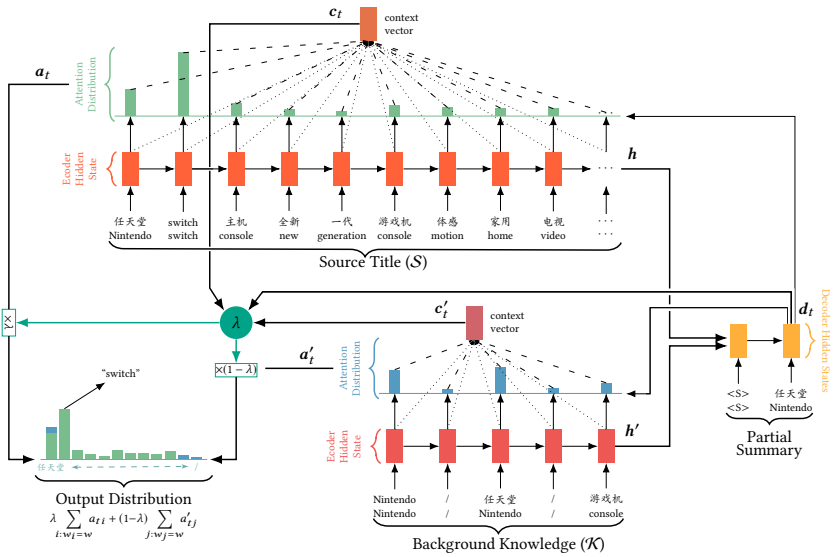 c_t
context
vector
a_t
Attention
Distribution
Ecoder
Hidden
State
h
任天堂 switch 主机 全新 一代 游戏机 体感 家用 电视 ...
Nintendo switch console new generation console motion home video ...
Source Title (S)
λ
×λ
×(1 − λ)
c′_t
context
vector
a′_t
Attention
Distribution
d_t
Decoder Hidden States
"switch"
任天堂 /
Output Distribution
λ ∑_{i:w_i=w} a_{ti} + (1−λ) ∑_{j:w_j=w} a′_{tj}
Ecoder
Hidden
State
h′
Nintendo / 任天堂 / 游戏机
Nintendo / Nintendo / console
Background Knowledge (K)
<S> 任天堂
<S> Nintendo
Partial
Summary